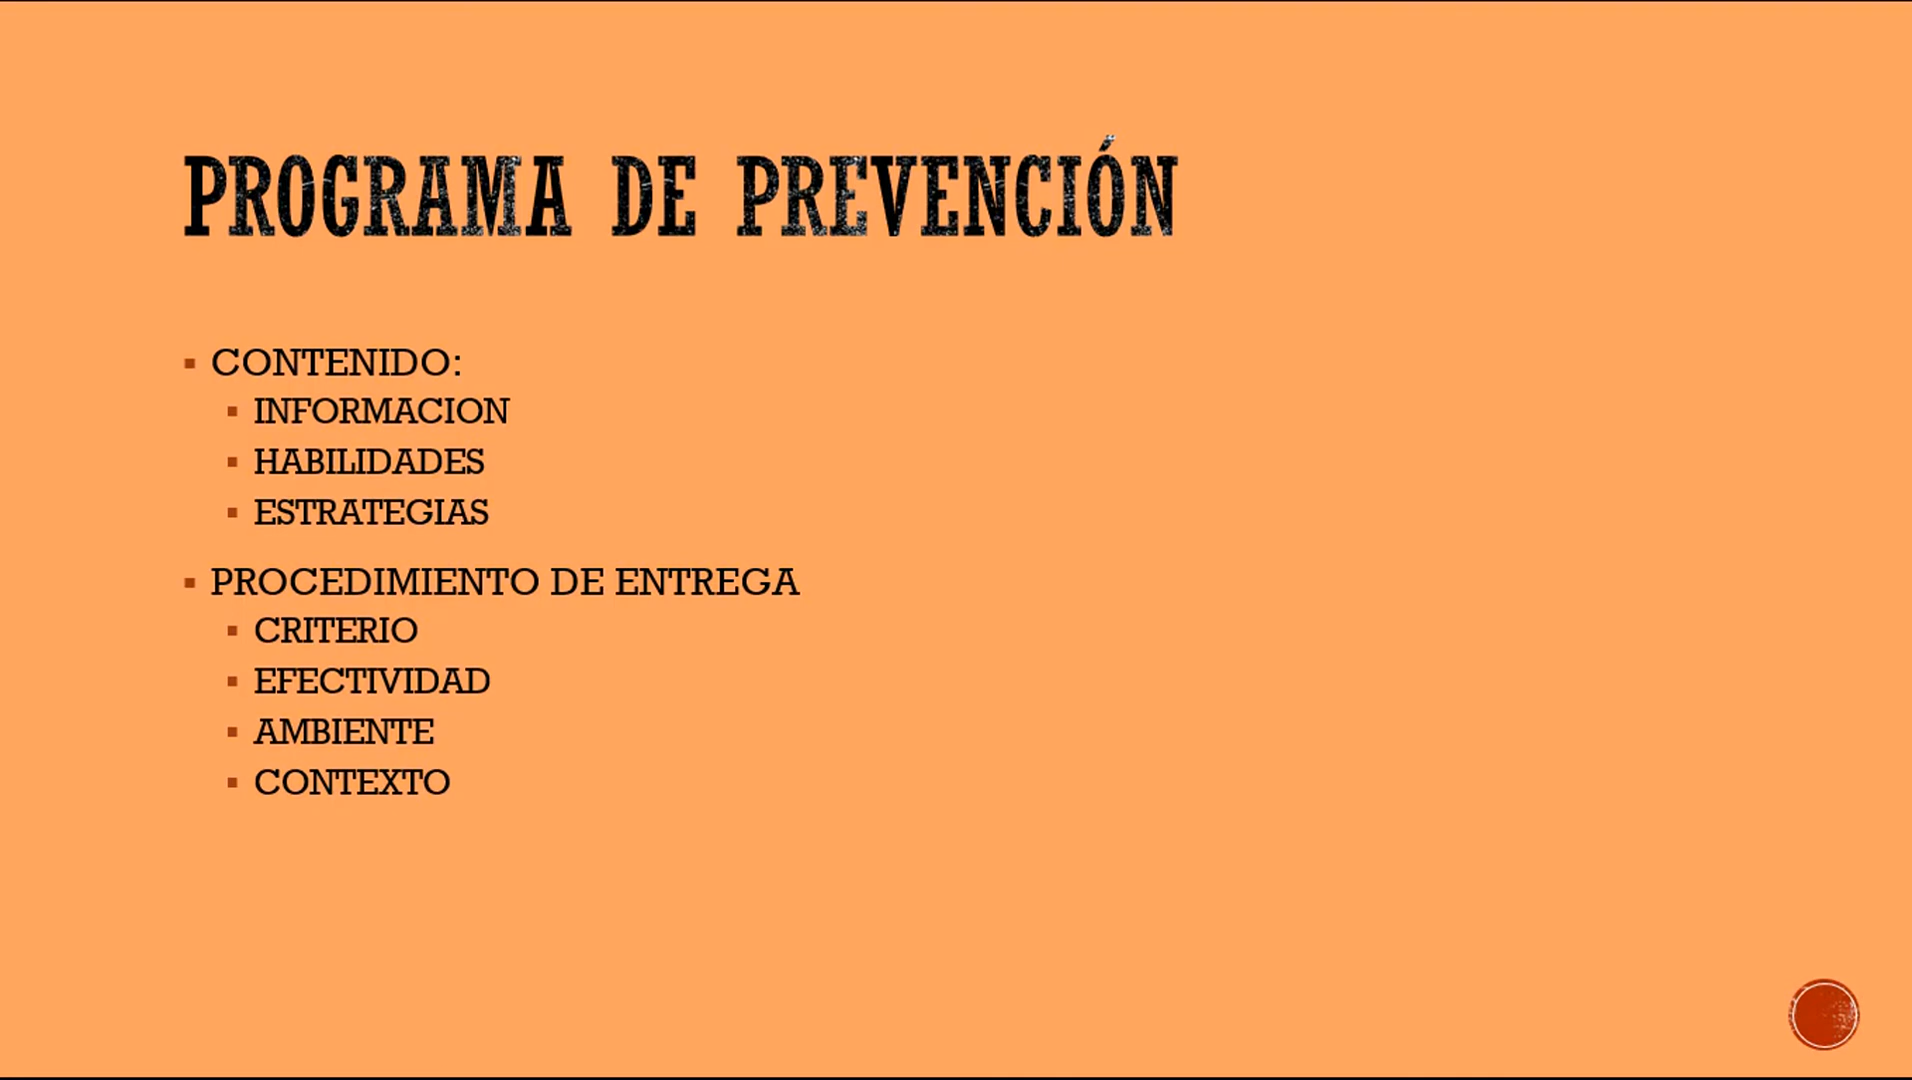 PROGRAMA DE PREVENCIÓN
CONTENIDO:
INFORMACION
HABILIDADES
ESTRATEGIAS
PROCEDIMIENTO DE ENTREGA
CRITERIO
EFECTIVIDAD
AMBIENTE
CONTEXTO